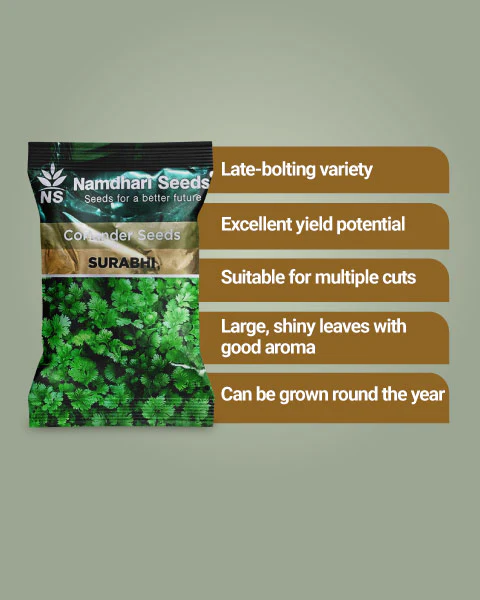 NS
Namdhari Seeds
Seeds for a better future
Coriander Seeds
SURABHI
Late-bolting variety
Excellent yield potential
Suitable for multiple cuts
Large, shiny leaves with
good aroma
Can be grown round the year